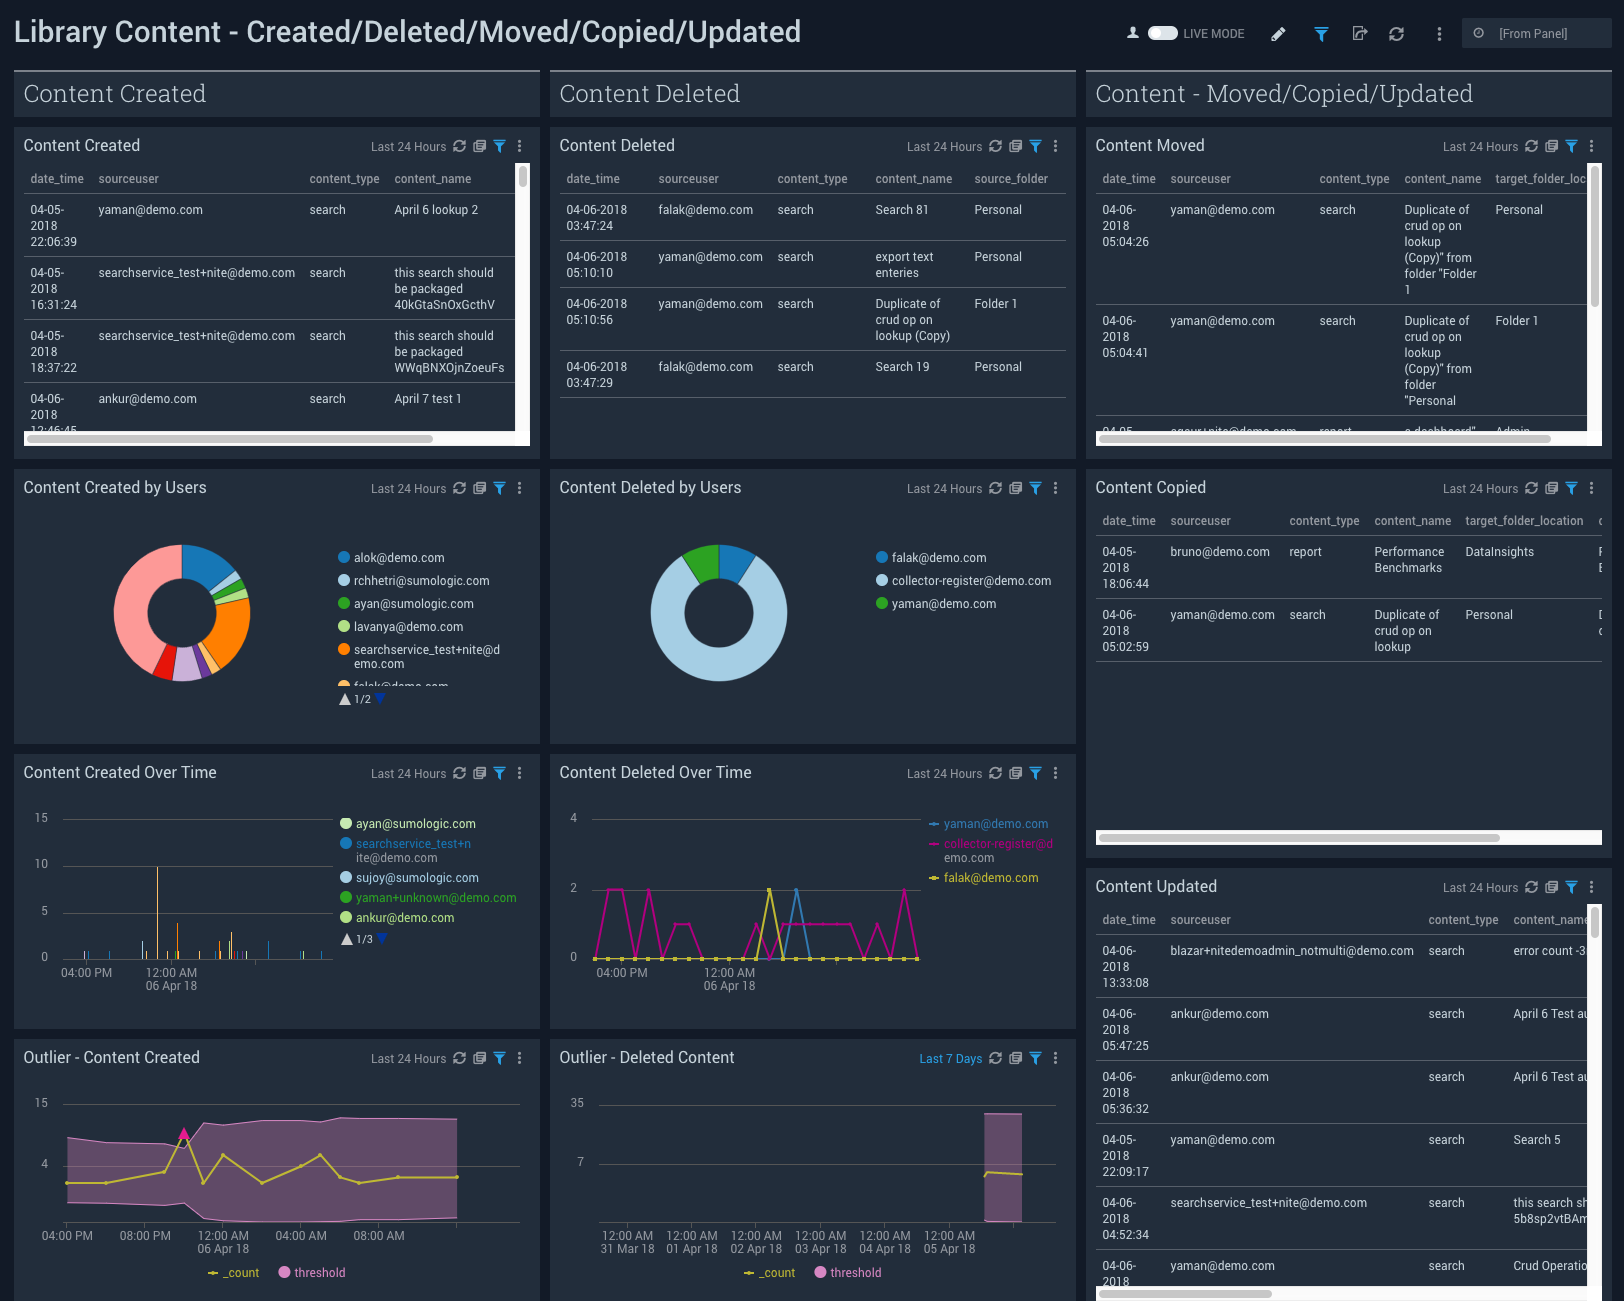 Library Content - Created/Deleted/Moved/Copied/Updated
LIVE MODE
[From Panel]
Content Created
Content Deleted
Content - Moved/Copied/Updated
Content Created
Last 24 Hours
date_time sourceuser content_type content_name
04-05-2018 22:06:39 yaman@demo.com search April 6 lookup 2
04-05-2018 16:31:24 searchservice_test+nite@demo.com search this search should be packaged 40kGtaSnOxGcthV
04-05-2018 18:37:22 searchservice_test+nite@demo.com search this search should be packaged WWqBNXOjnZoeuFs
04-06-2018 12:46:45 ankur@demo.com search April 7 test 1
Content Deleted
Last 24 Hours
date_time sourceuser content_type content_name source_folder
04-06-2018 03:47:24 falak@demo.com search Search 81 Personal
04-06-2018 05:10:10 yaman@demo.com search export text enteries Personal
04-06-2018 05:10:56 yaman@demo.com search Duplicate of crud op on lookup (Copy) Folder 1
04-06-2018 03:47:29 falak@demo.com search Search 19 Personal
Content Moved
Last 24 Hours
date_time sourceuser content_type content_name target_folder_loc
04-06-2018 05:04:26 yaman@demo.com search Duplicate of crud op on lookup (Copy)" from folder "Folder 1 Personal
04-06-2018 05:04:41 yaman@demo.com search Duplicate of crud op on lookup (Copy)" from folder "Personal Folder 1
04-05- report a dashboard" Admin
Content Created by Users
Last 24 Hours
alok@demo.com
rchhetri@sumologic.com
ayan@sumologic.com
lavanya@demo.com
searchservice_test+nite@d
emo.com
falak@demo.com
1/2
Content Deleted by Users
Last 24 Hours
falak@demo.com
collector-register@demo.com
yaman@demo.com
Content Copied
Last 24 Hours
date_time sourceuser content_type content_name target_folder_location
04-05-2018 18:06:44 bruno@demo.com report Performance Benchmarks DataInsights
04-06-2018 05:02:59 yaman@demo.com search Duplicate of crud op on lookup Personal
Content Created Over Time
Last 24 Hours
15
10
5
0
04:00 PM
12:00 AM
06 Apr 18
ayan@sumologic.com
searchservice_test+n
ite@demo.com
sujoy@sumologic.com
yaman+unknown@demo.com
ankur@demo.com
1/3
Content Deleted Over Time
Last 24 Hours
4
2
0
04:00 PM
12:00 AM
06 Apr 18
yaman@demo.com
collector-register@d
emo.com
falak@demo.com
Content Updated
Last 24 Hours
date_time sourceuser content_type content_name
04-06-2018 13:33:08 blazar+nitedemoadmin_notmulti@demo.com search error count -3
04-06-2018 05:47:25 ankur@demo.com search April 6 Test au
04-06-2018 05:36:32 ankur@demo.com search April 6 Test au
04-05-2018 22:09:17 yaman@demo.com search Search 5
04-06-2018 04:52:34 searchservice_test+nite@demo.com search this search sh 5b8sp2vtBAm
04-06-2018 yaman@demo.com search Crud Operatio
Outlier - Content Created
Last 24 Hours
15
4
04:00 PM
08:00 PM
12:00 AM
06 Apr 18
04:00 AM
08:00 AM
_count
threshold
Outlier - Deleted Content
Last 7 Days
35
7
12:00 AM 12:00 AM 12:00 AM 12:00 AM 12:00 AM 12:00 AM
31 Mar 18 01 Apr 18 02 Apr 18 03 Apr 18 04 Apr 18 05 Apr 18
_count
threshold